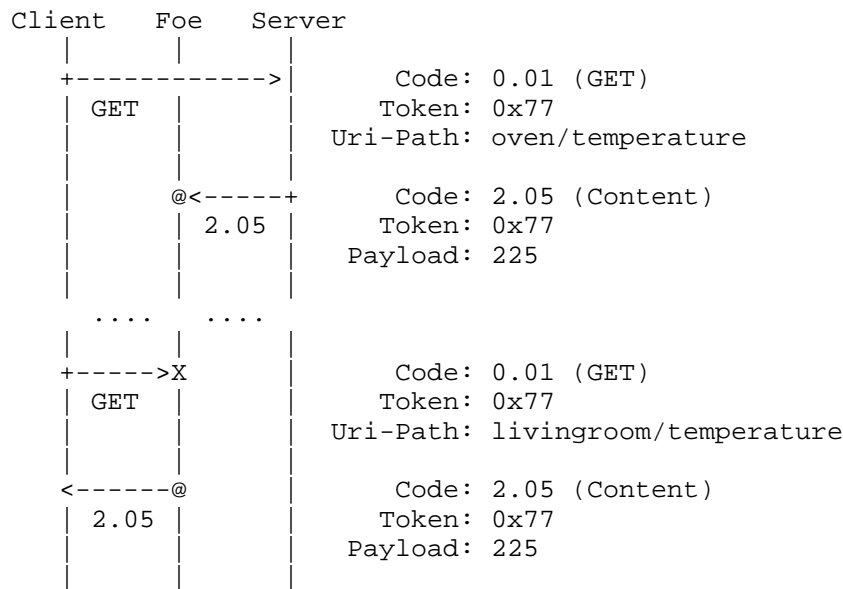 Client Foe Server
| | |
+------------->| Code: 0.01 (GET)
| GET | | Token: 0x77
| | | Uri-Path: oven/temperature
| | |
| @<-----+ Code: 2.05 (Content)
| | 2.05 | Token: 0x77
| | | Payload: 225
| | |
.... ....
| | |
+----->X | Code: 0.01 (GET)
| GET | | Token: 0x77
| | | Uri-Path: livingroom/temperature
| | |
<------@ | Code: 2.05 (Content)
| 2.05 | | Token: 0x77
| | | Payload: 225
| | |